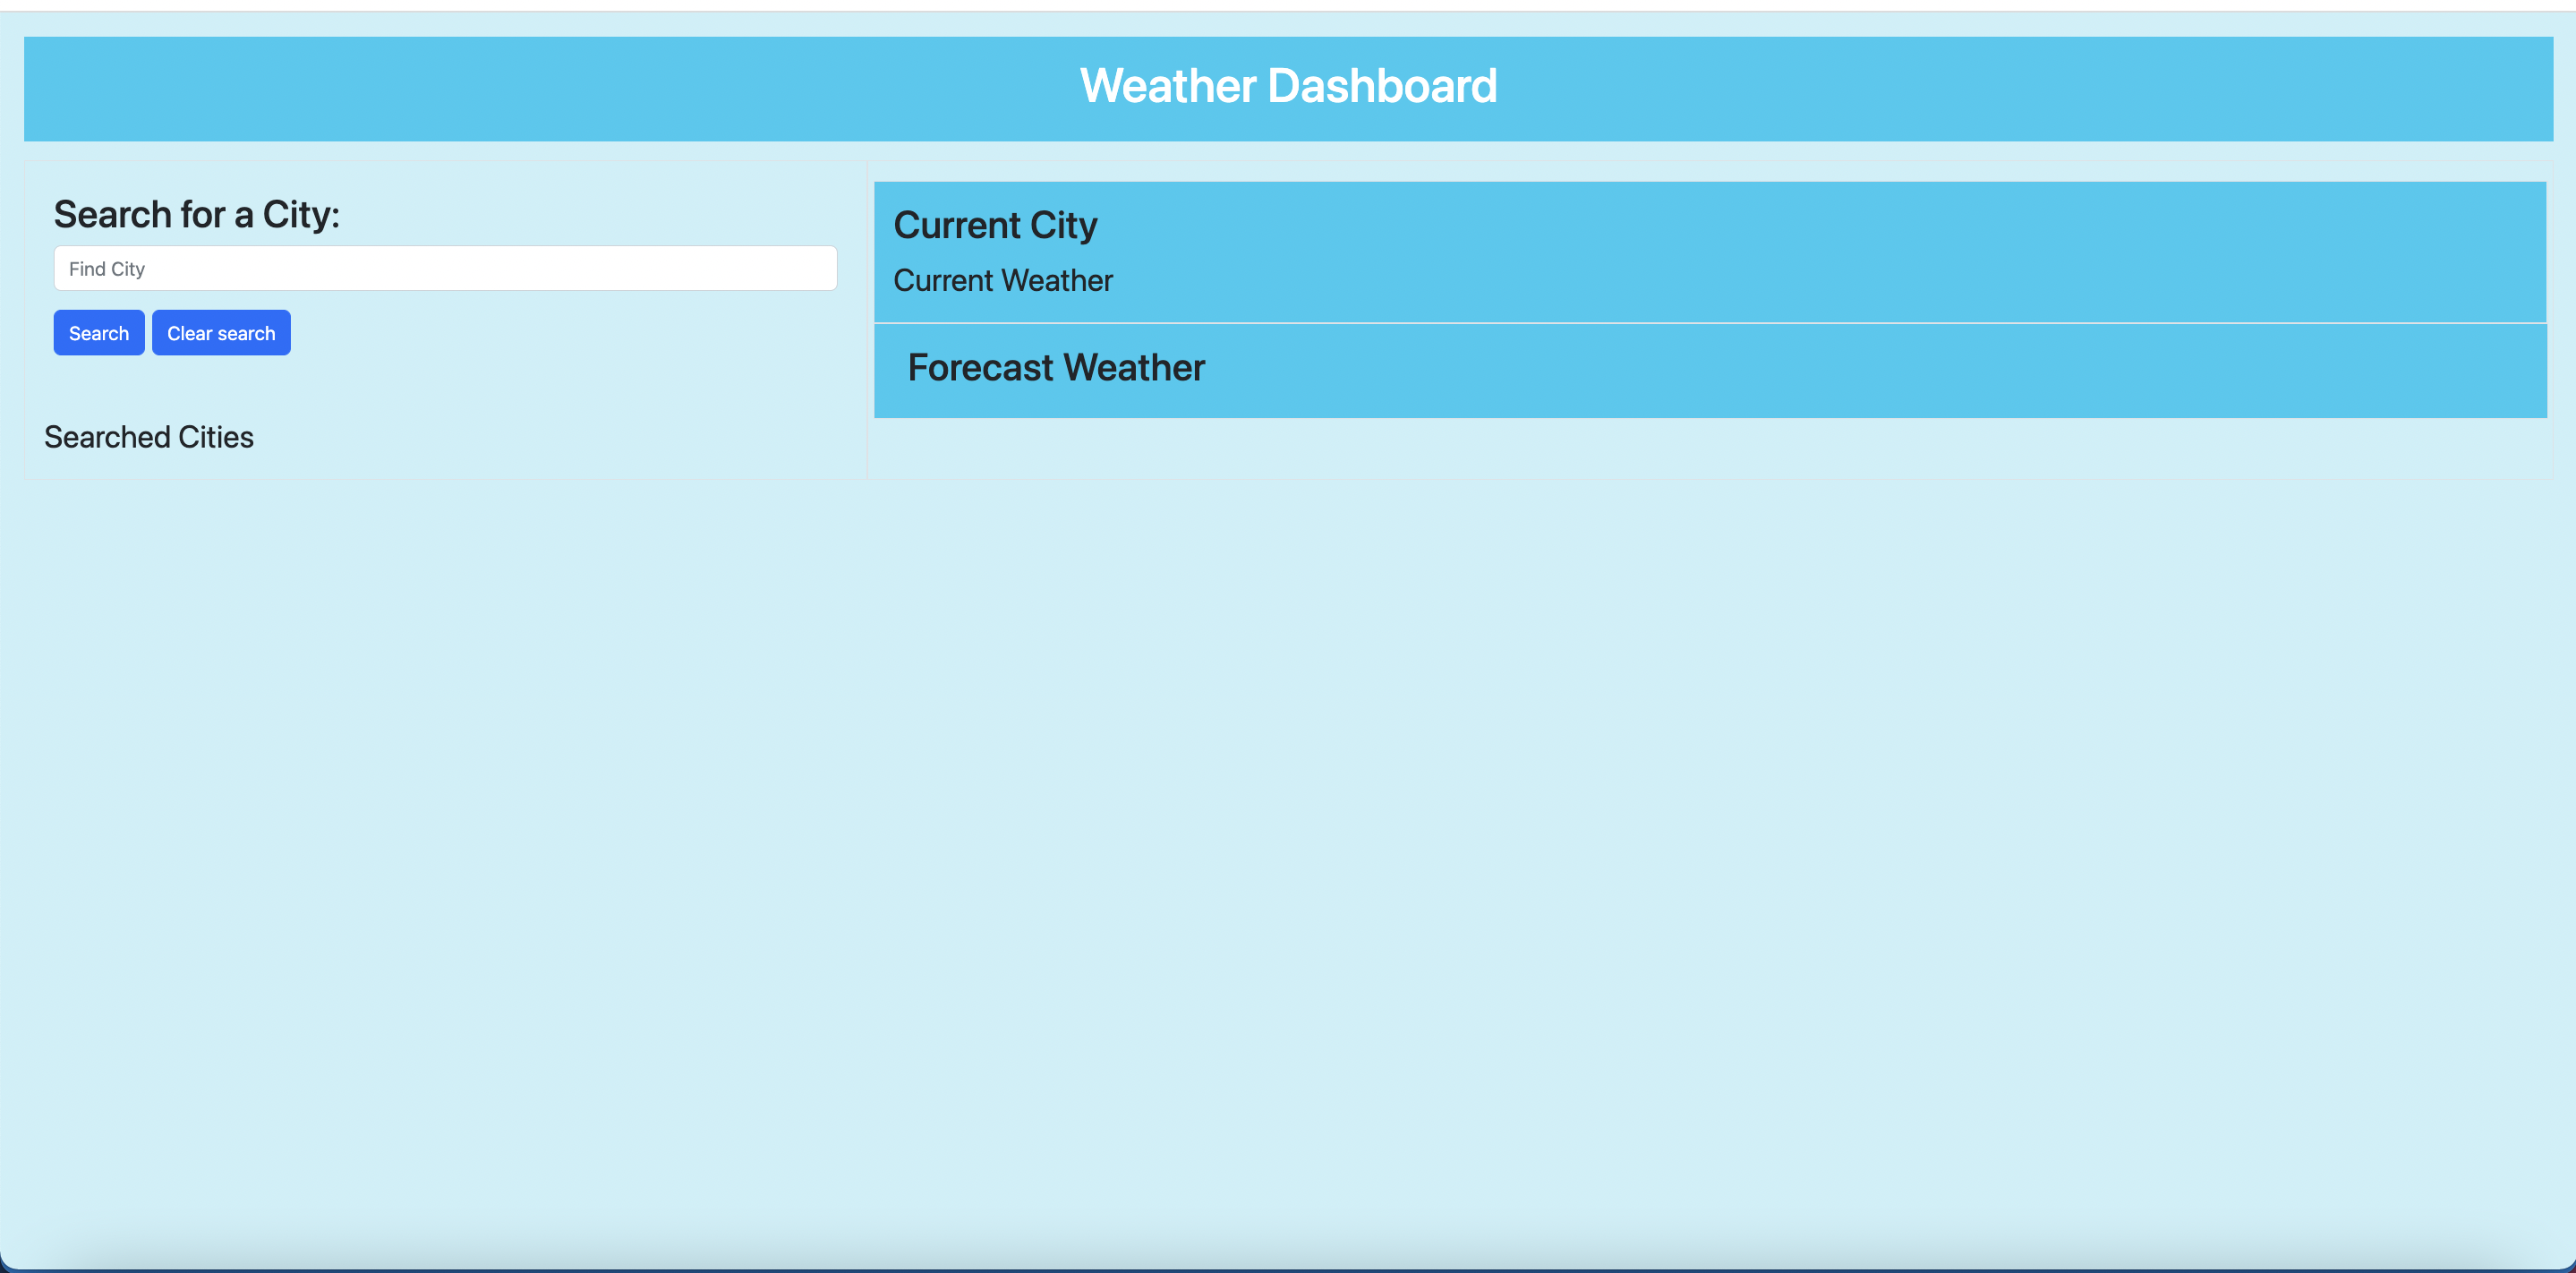 Weather Dashboard
Search for a City:
Find City
Search Clear search
Searched Cities
Current City
Current Weather
Forecast Weather